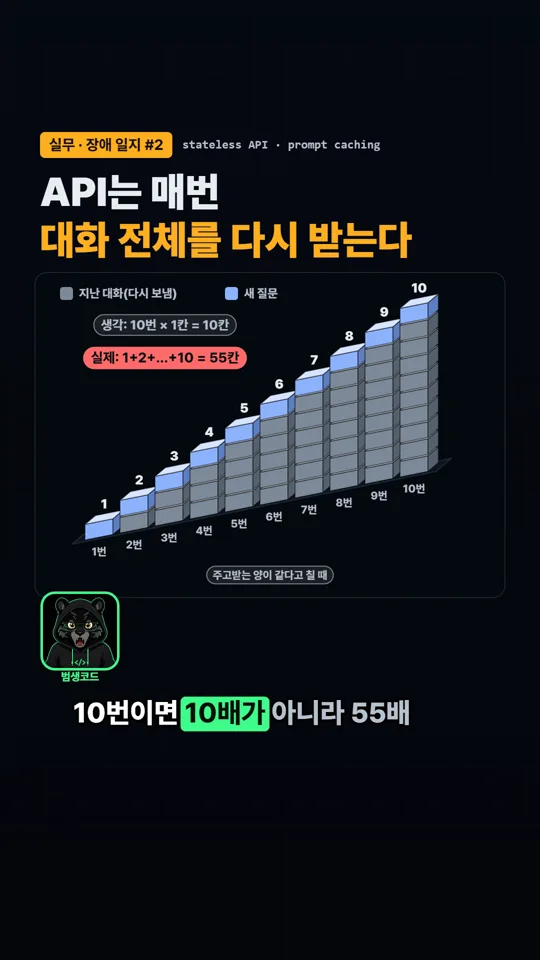 실무 · 장애 일지 #2
stateless API · prompt caching
API는 매번
대화 전체를 다시 받는다
지난 대화(다시 보냄)
새 질문
생각: 10번 × 1칸 = 10칸
실제: 1+2+...+10 = 55칸
1
2
3
4
5
6
7
8
9
10
1번
2번
3번
4번
5번
6번
7번
8번
9번
10번
주고받는 양이 같다고 칠 때
</>
범생코드
10번이면 10배가 아니라 55배